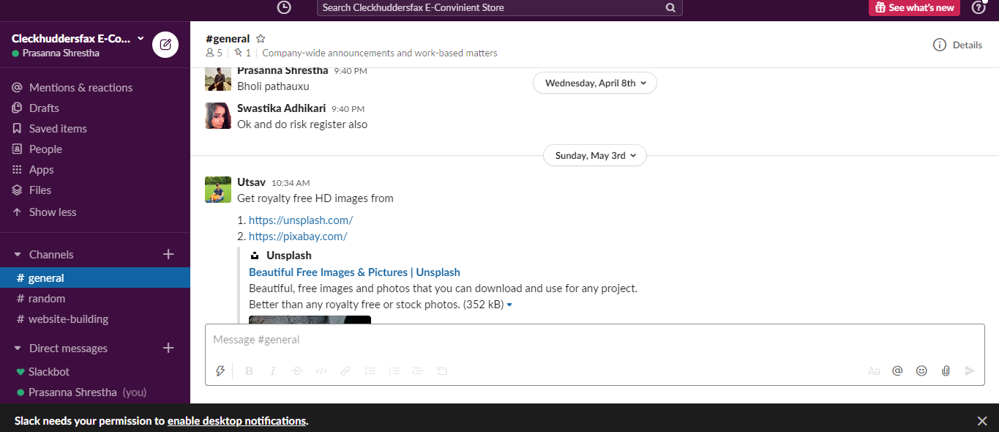 Search Cleckhuddersfax E-Convinient Store
See what's new
Cleckhuddersfax E-Co...
Prasanna Shrestha
#general
5 | 1 | Company-wide announcements and work-based matters
Details
Mentions & reactions
Drafts
Saved items
People
Apps
Files
Show less
Channels
# general
# random
# website-building
Direct messages
Slackbot
Prasanna Shrestha (you)
Prasanna Shrestha 9:40 PM
Wednesday, April 8th
Bholi pathauxu
Swastika Adhikari 9:40 PM
Ok and do risk register also
Sunday, May 3rd
Utsav 10:34 AM
Get royalty free HD images from
1. https://unsplash.com/
2. https://pixabay.com/
Unsplash
Beautiful Free Images & Pictures | Unsplash
Beautiful, free images and photos that you can download and use for any project.
Better than any royalty free or stock photos. (352 kB)
Message #general
B I S </>
Aa @
Slack needs your permission to enable desktop notifications.